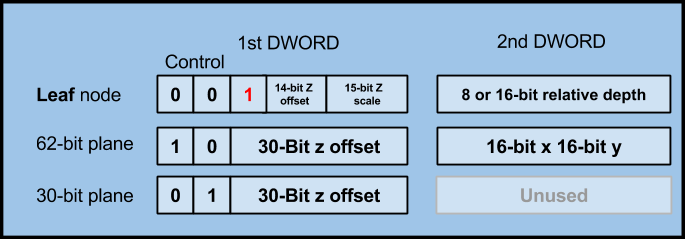 1st DWORD
2nd DWORD
Control
Leaf node
0 0 1 14-bit Z offset 15-bit Z scale
8 or 16-bit relative depth
62-bit plane
1 0 30-Bit z offset
16-bit x 16-bit y
30-bit plane
0 1 30-Bit z offset
Unused